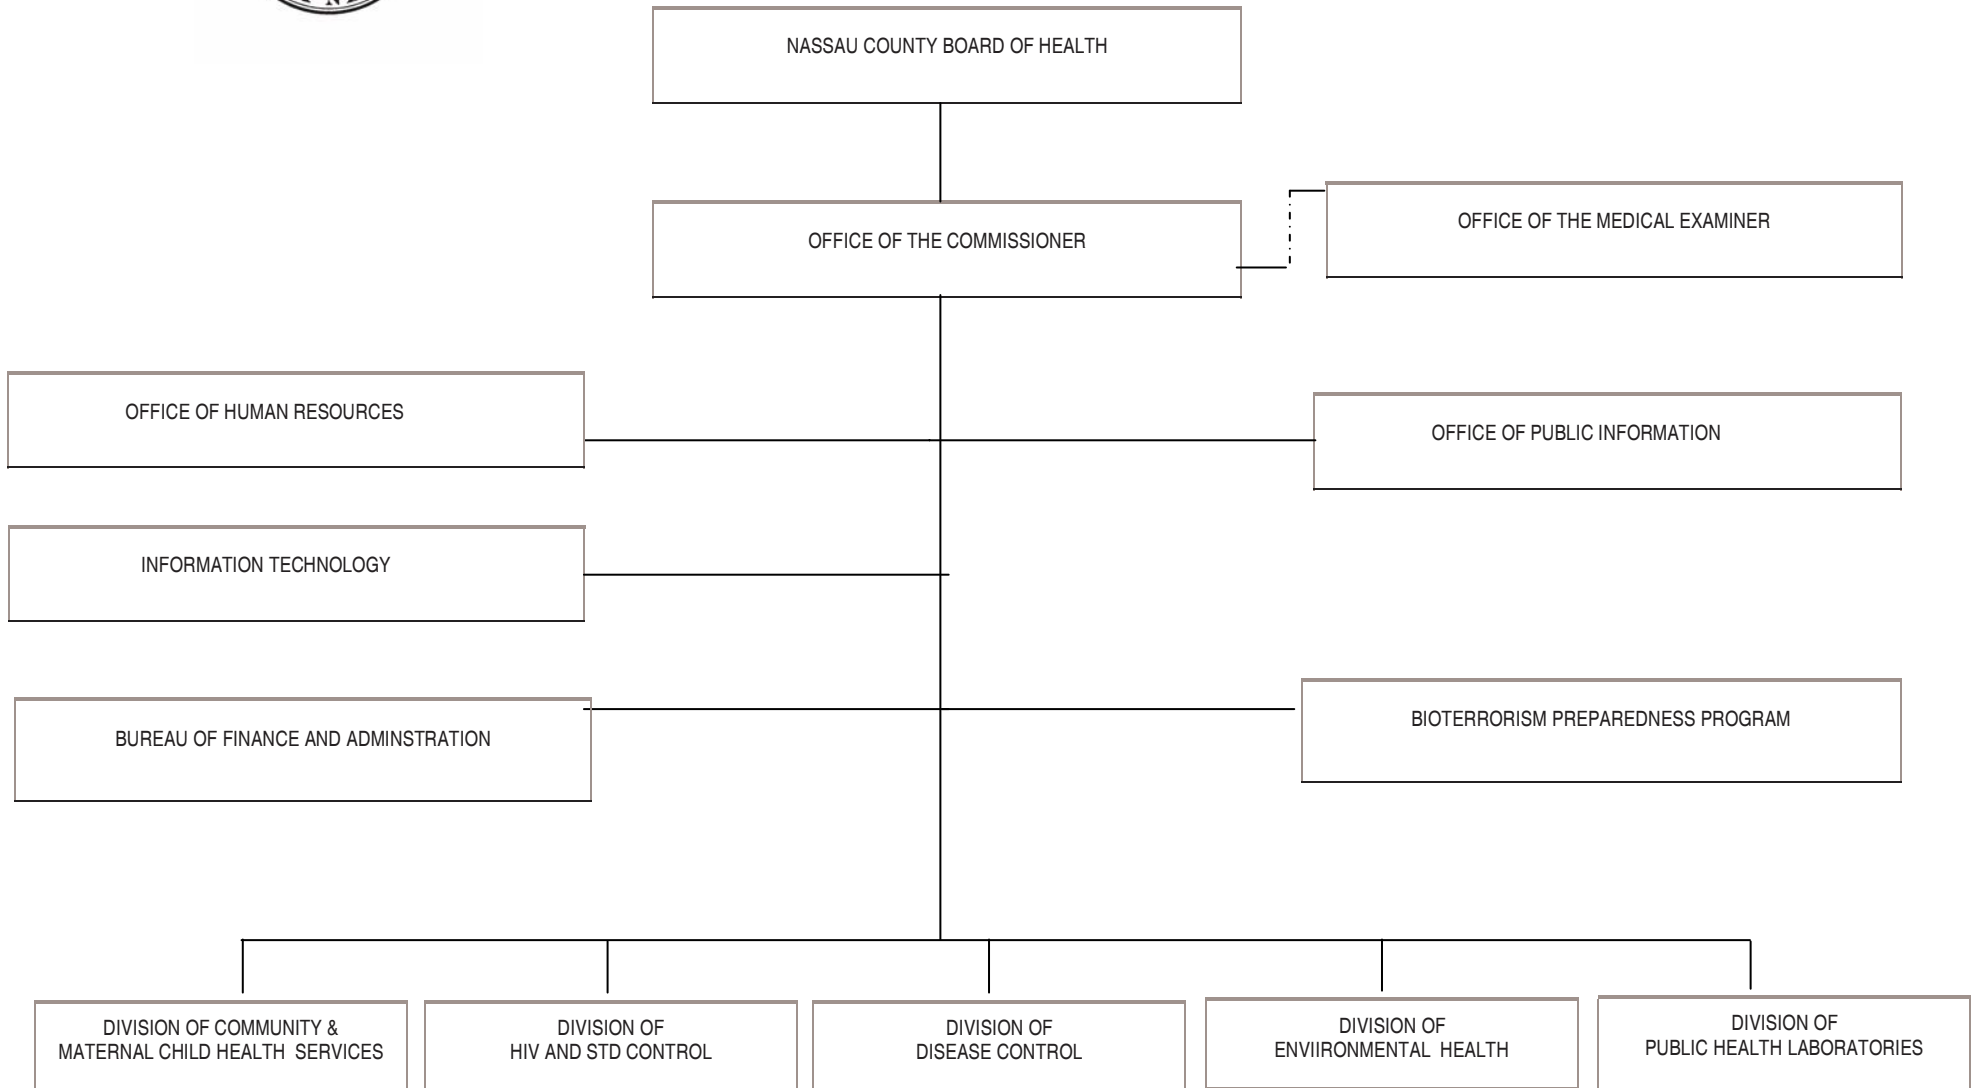 NASSAU COUNTY BOARD OF HEALTH
OFFICE OF THE COMMISSIONER
OFFICE OF THE MEDICAL EXAMINER
OFFICE OF HUMAN RESOURCES
OFFICE OF PUBLIC INFORMATION
INFORMATION TECHNOLOGY
BUREAU OF FINANCE AND ADMINSTRATION
BIOTERRORISM PREPAREDNESS PROGRAM
DIVISION OF COMMUNITY &
MATERNAL CHILD HEALTH SERVICES
DIVISION OF
HIV AND STD CONTROL
DIVISION OF
DISEASE CONTROL
DIVISION OF
ENVIIRONMENTAL HEALTH
DIVISION OF
PUBLIC HEALTH LABORATORIES